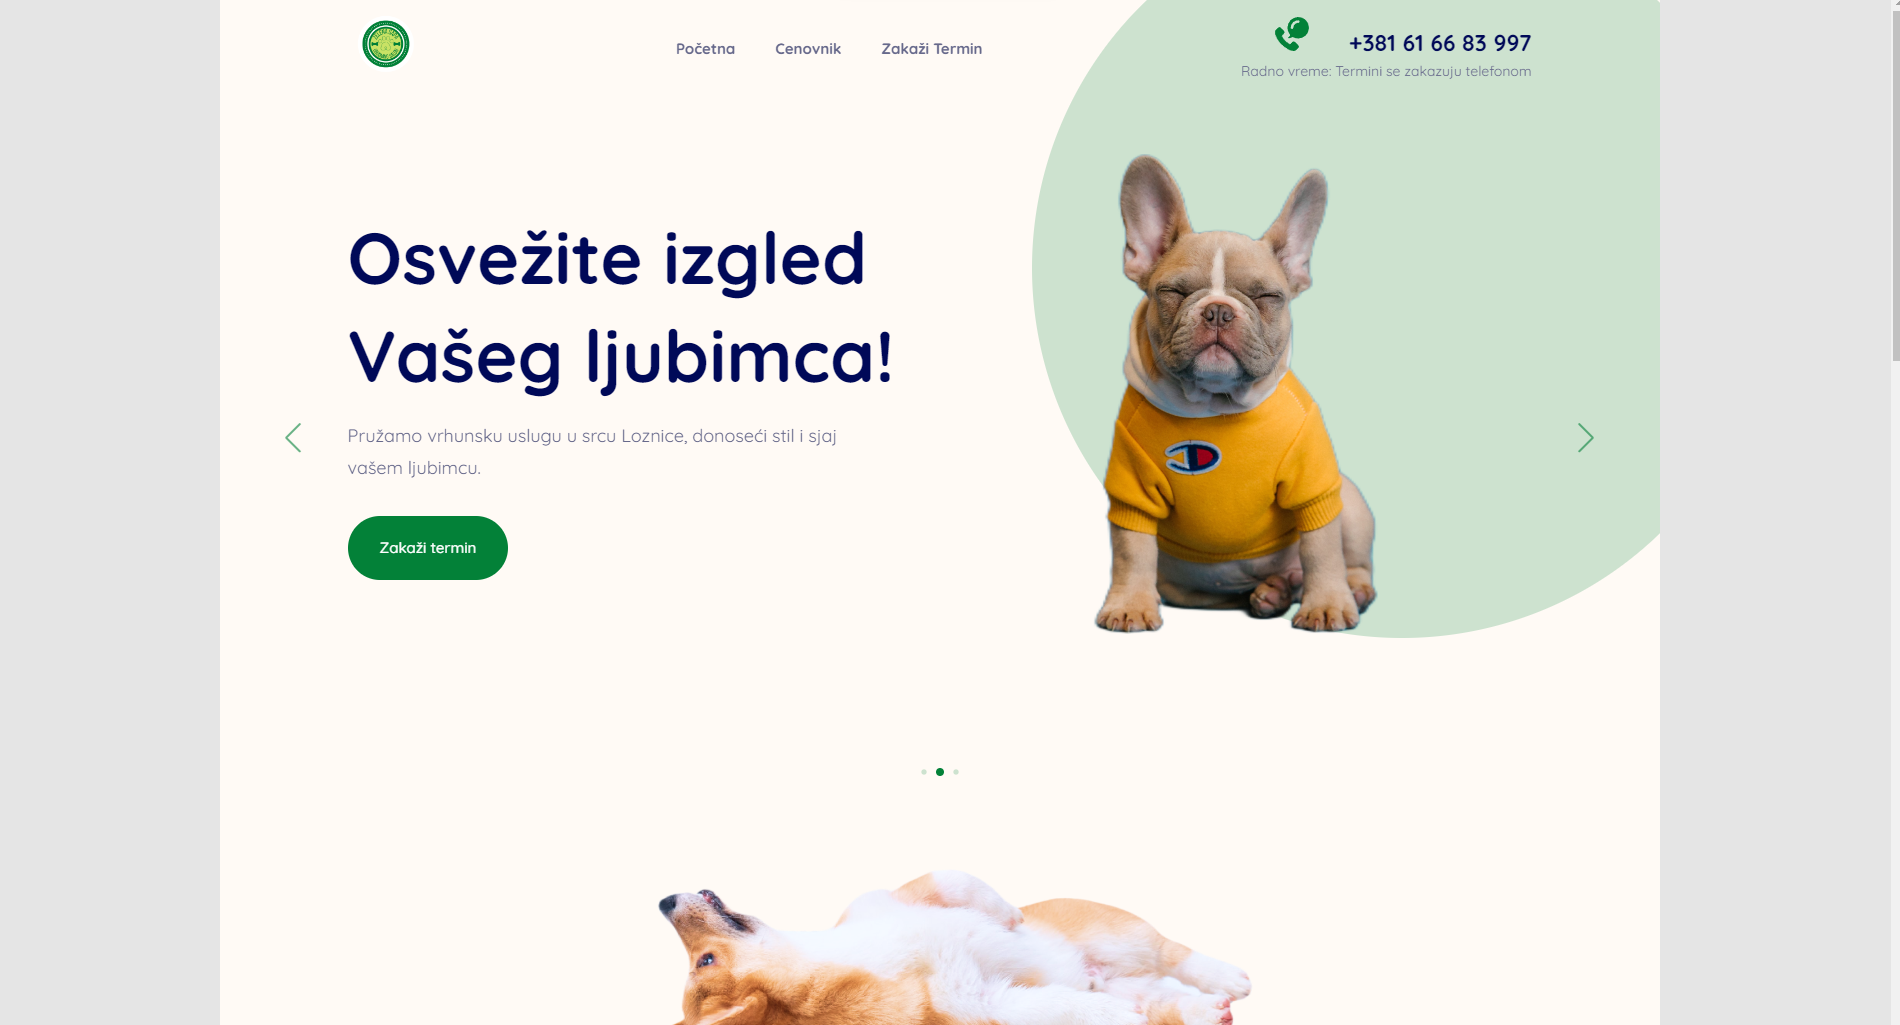 Početna Cenovnik Zakaži Termin
+381 61 66 83 997
Radno vreme: Termini se zakazuju telefonom
Osvežite izgled
Vašeg ljubimca!
Pružamo vrhunsku uslugu u srcu Loznice, donoseći stil i sjaj
vašem ljubimcu.
Zakaži termin